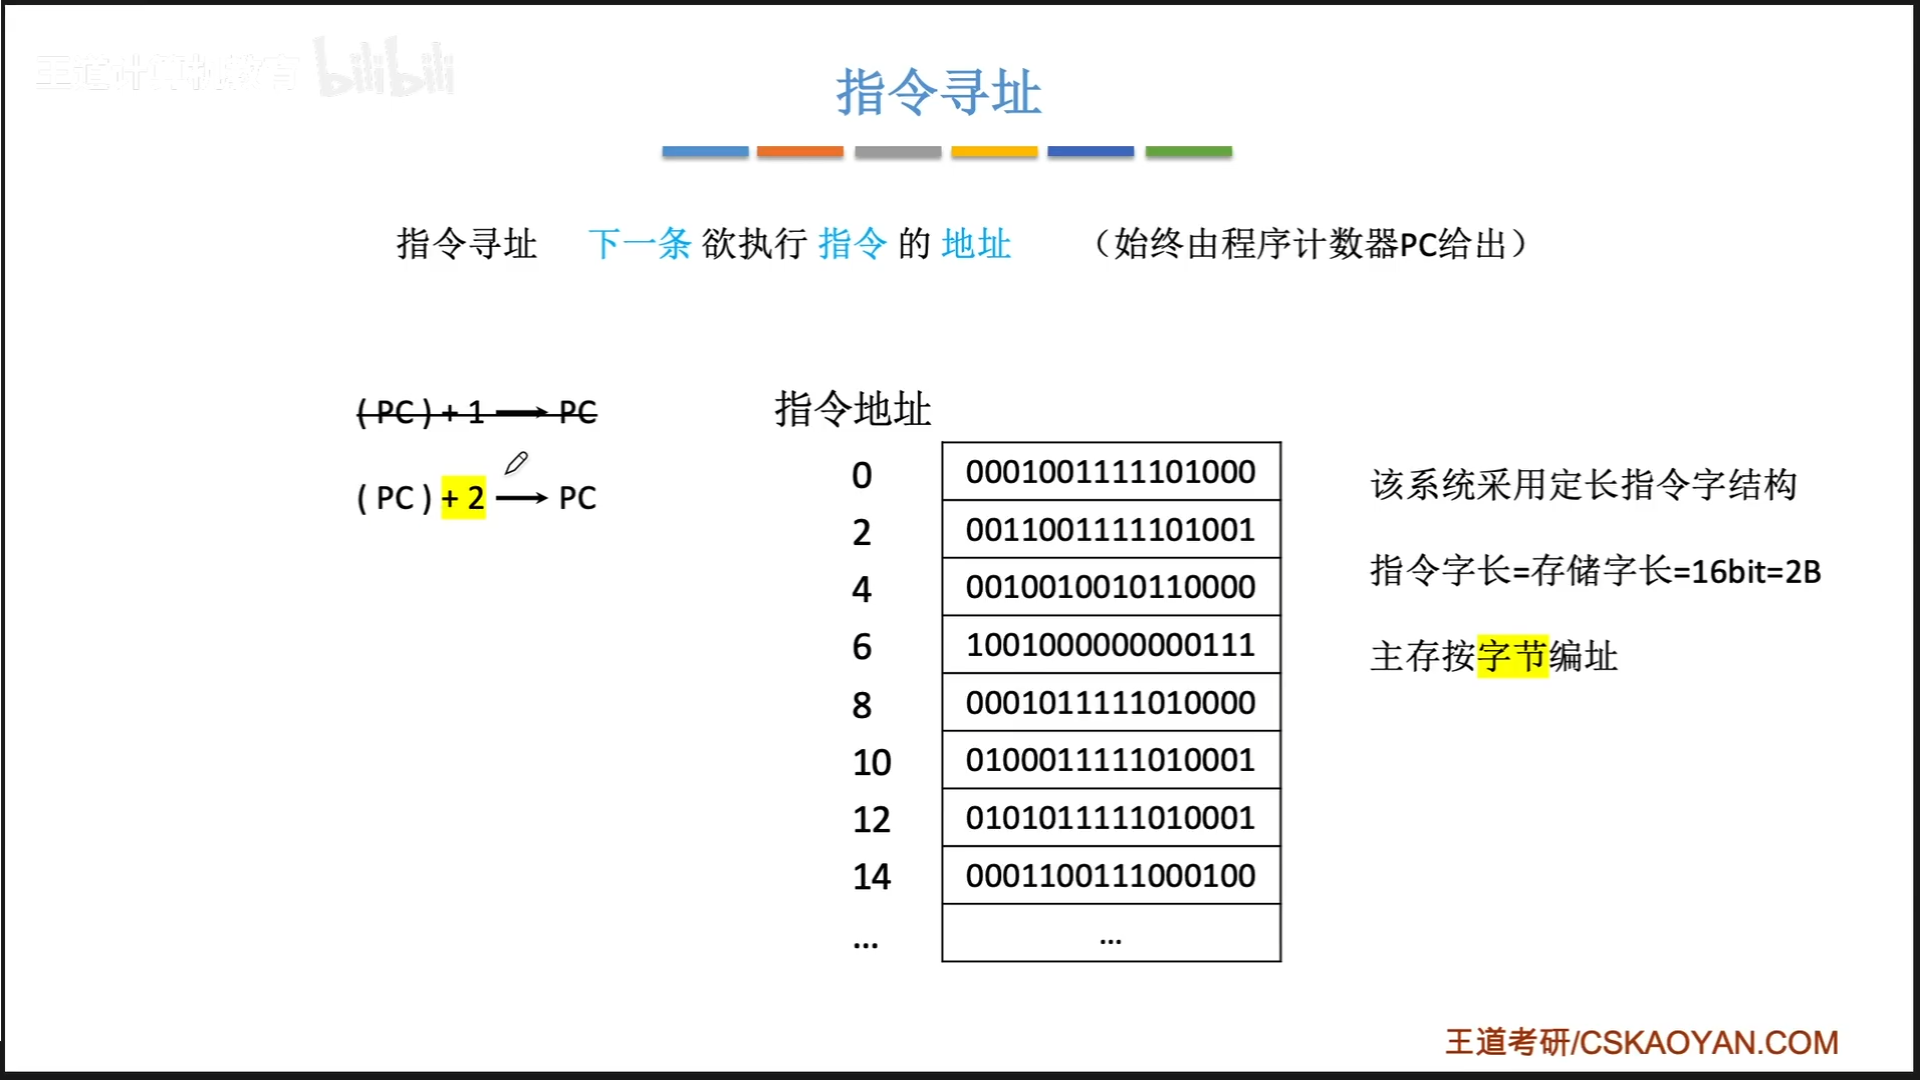 王道计算机教育 bilibili
指令寻址
指令寻址 下一条 欲执行 指令 的 地址 （始终由程序计数器PC给出）
( PC ) + 1 → PC
( PC ) + 2 → PC
指令地址
0 0001001111101000
2 0011001111101001
4 0010010010110000
6 1001000000000111
8 0001011111010000
10 0100011111010001
12 0101011111010001
14 0001100111000100
... ...
该系统采用定长指令字结构
指令字长=存储字长=16bit=2B
主存按字节编址
王道考研/CSKAOYAN.COM